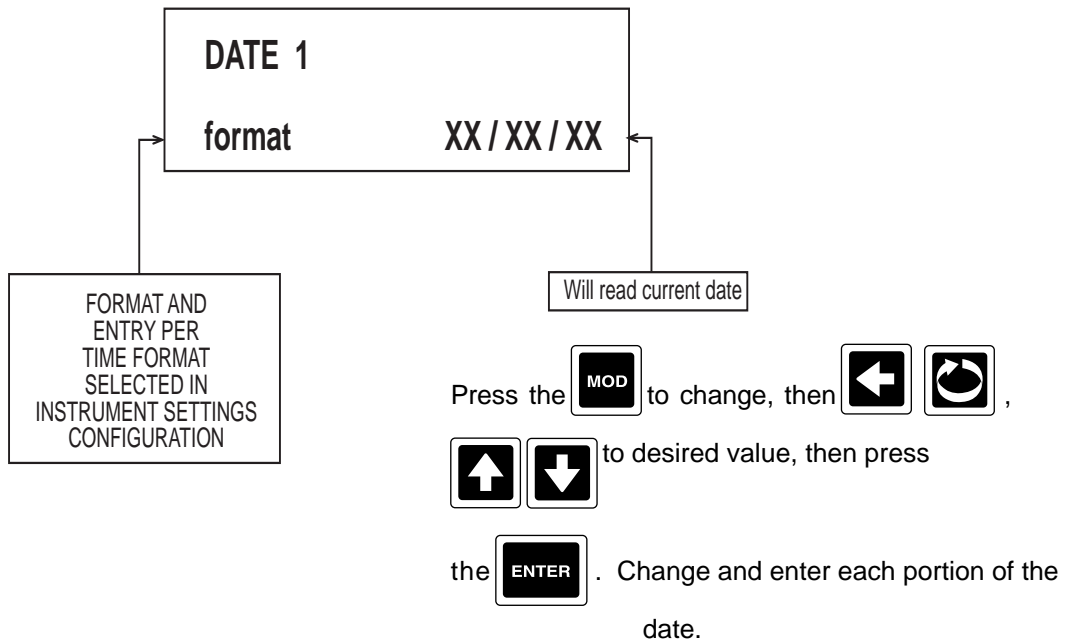 DATE 1
format XX / XX / XX
FORMAT AND
ENTRY PER
TIME FORMAT
SELECTED IN
INSTRUMENT SETTINGS
CONFIGURATION
Will read current date
Press the MOD to change, then ,
to desired value, then press
the ENTER . Change and enter each portion of the
date.